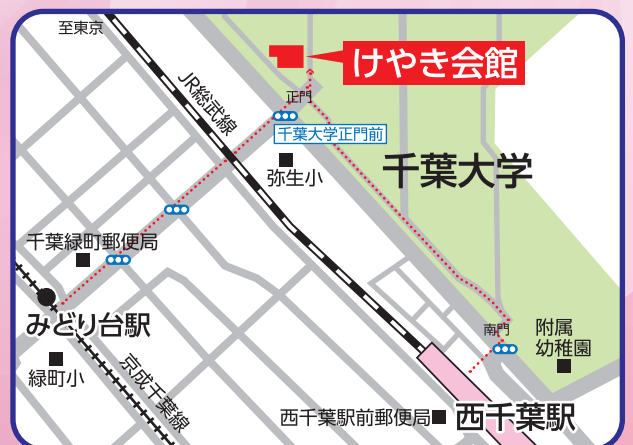 至東京
けやき会館
JR総武線
正門
千葉大学正門前
弥生小
千葉大学
千葉緑町郵便局
みどり台駅
緑町小
京成千葉線
南門
附属
幼稚園
西千葉駅前郵便局
西千葉駅